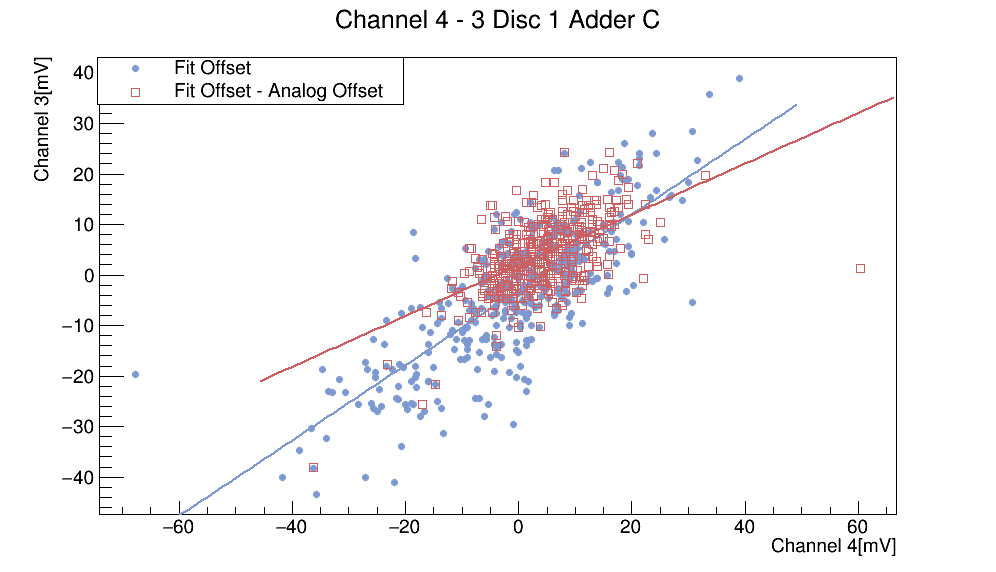 Channel 4 - 3 Disc 1 Adder C
Channel 3[mV]
Fit Offset
Fit Offset - Analog Offset
40
30
20
10
0
−10
−20
−30
−40
−60 −40 −20 0 20 40 60
Channel 4[mV]